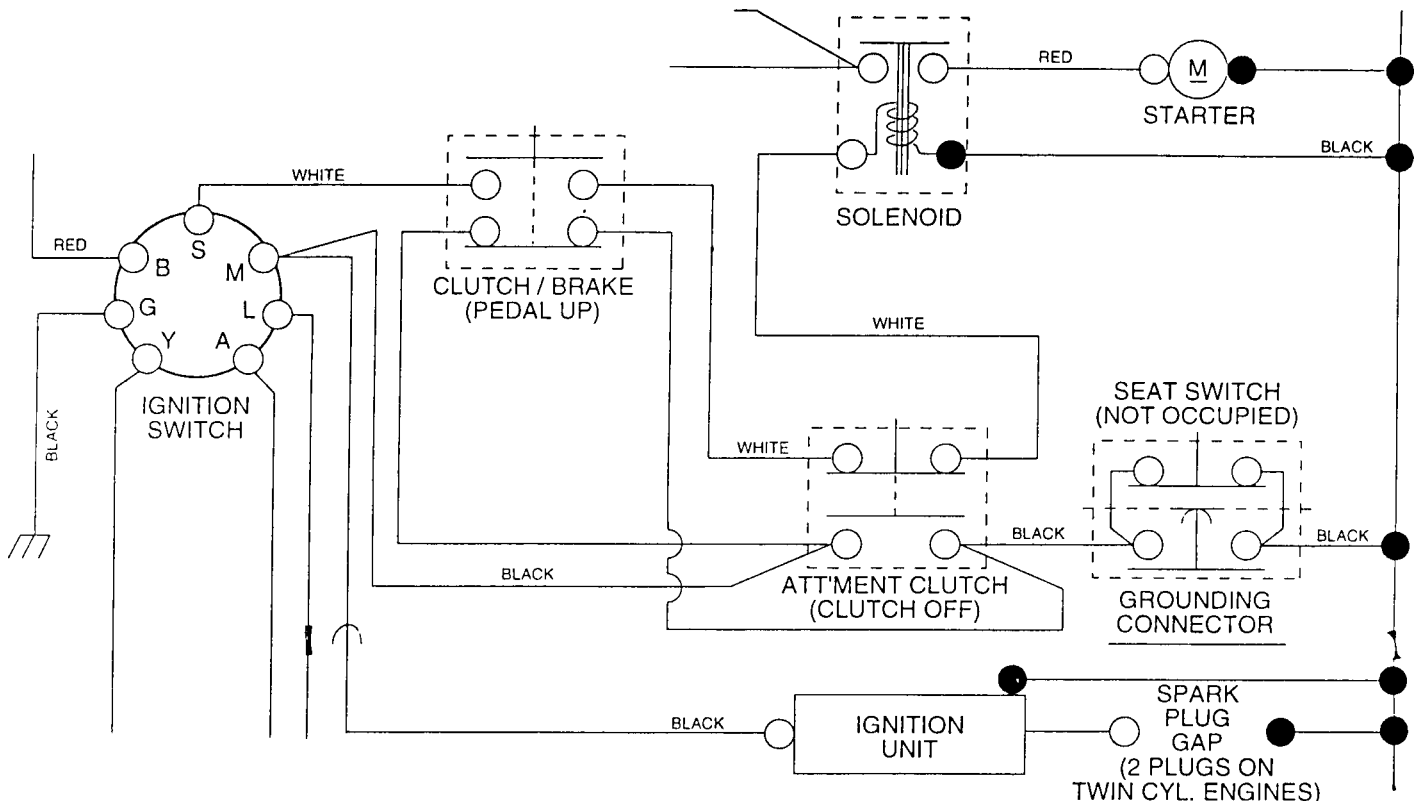 RED
M
STARTER
BLACK
SOLENOID
WHITE
S
RED
B
M
G
L
Y
A
IGNITION
SWITCH
BLACK
CLUTCH / BRAKE
(PEDAL UP)
WHITE
WHITE
SEAT SWITCH
(NOT OCCUPIED)
BLACK
BLACK
BLACK
ATT'MENT CLUTCH
(CLUTCH OFF)
GROUNDING
CONNECTOR
BLACK
IGNITION
UNIT
SPARK
PLUG
GAP
(2 PLUGS ON
TWIN CYL. ENGINES)